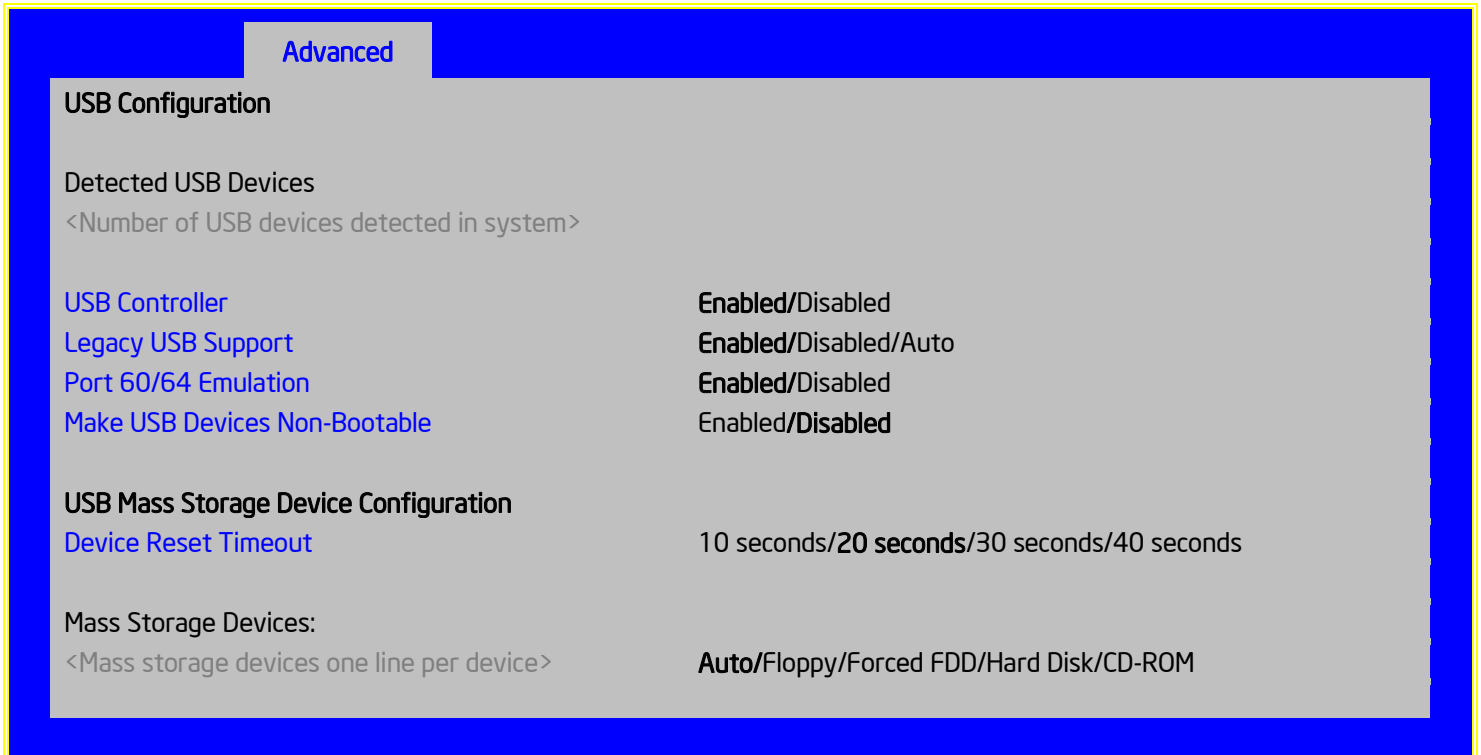 Advanced
USB Configuration
Detected USB Devices
<Number of USB devices detected in system>
USB Controller Enabled/Disabled
Legacy USB Support Enabled/Disabled/Auto
Port 60/64 Emulation Enabled/Disabled
Make USB Devices Non-Bootable Enabled/Disabled
USB Mass Storage Device Configuration
Device Reset Timeout 10 seconds/20 seconds/30 seconds/40 seconds
Mass Storage Devices:
<Mass storage devices one line per device> Auto/Floppy/Forced FDD/Hard Disk/CD-ROM